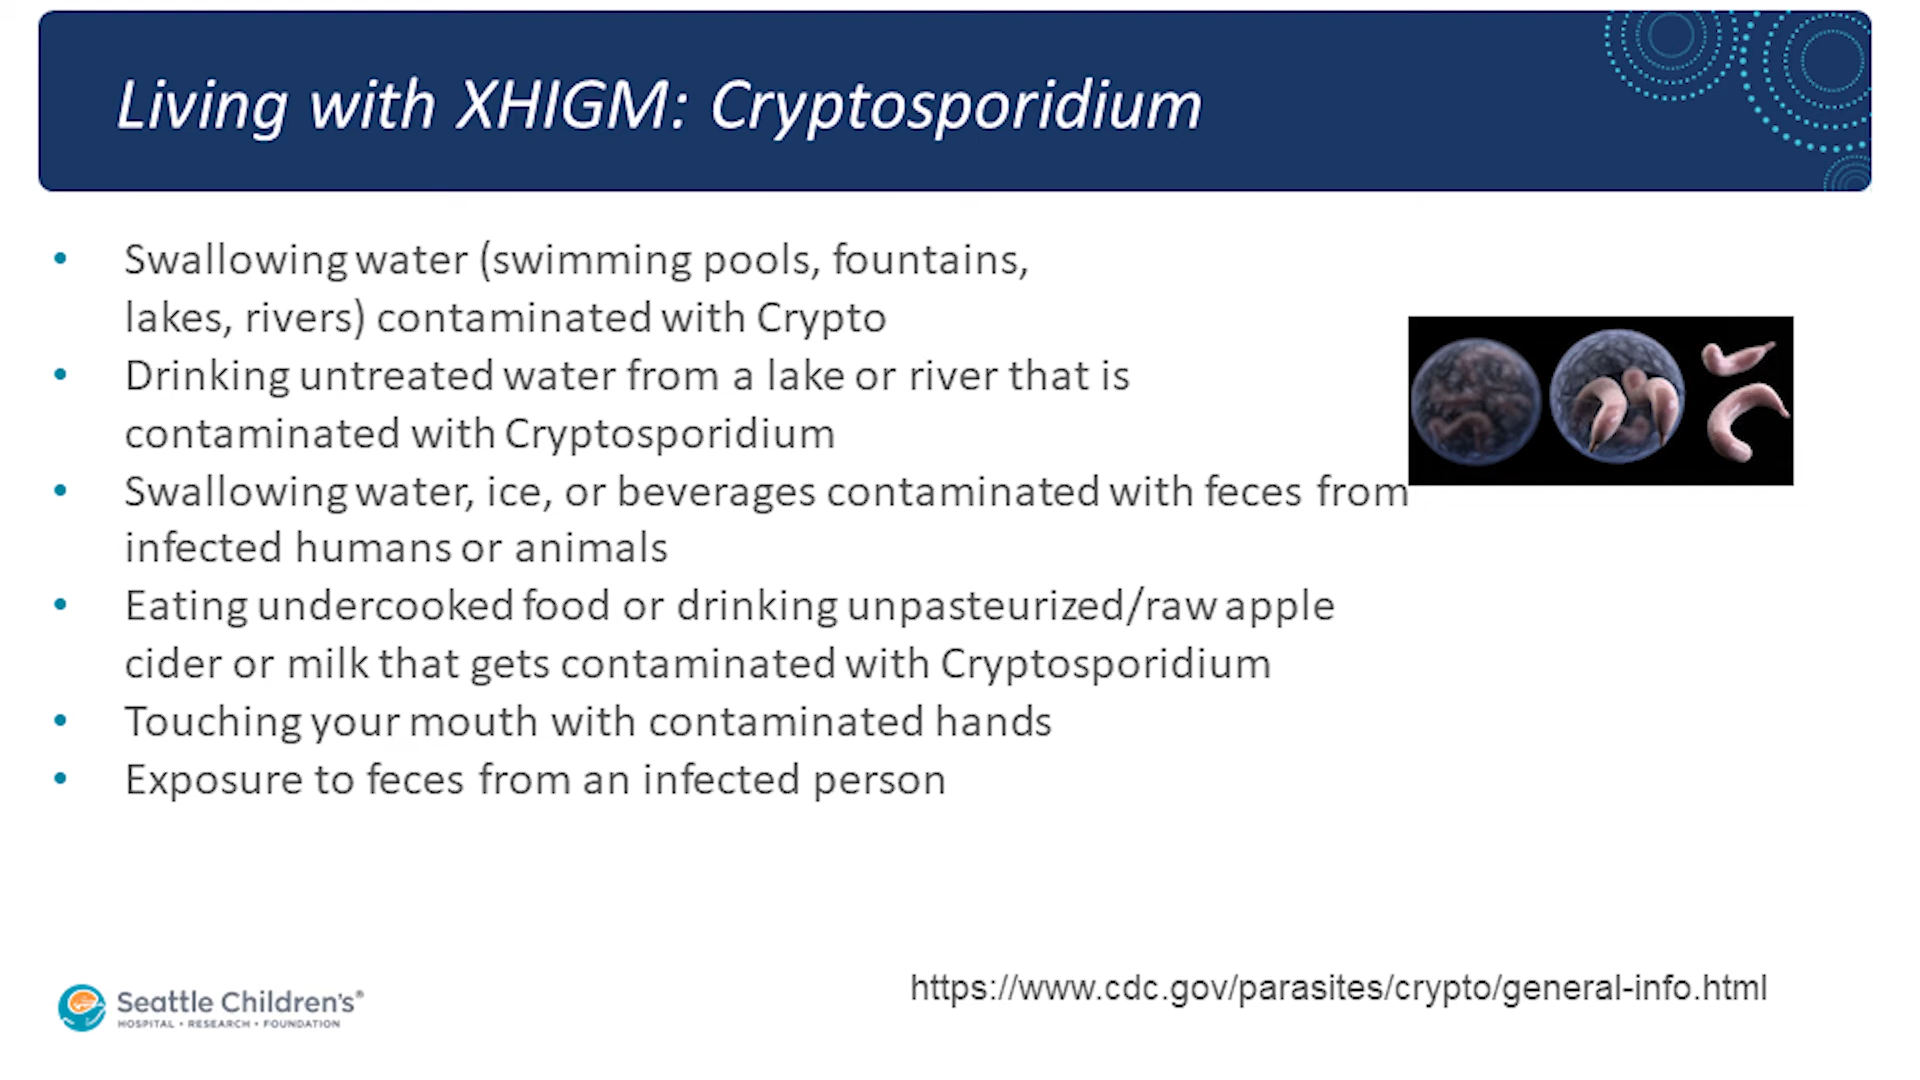 Living with XHIGM: Cryptosporidium
• Swallowing water (swimming pools, fountains,
lakes, rivers) contaminated with Crypto
• Drinking untreated water from a lake or river that is
contaminated with Cryptosporidium
• Swallowing water, ice, or beverages contaminated with feces from
infected humans or animals
• Eating undercooked food or drinking unpasteurized/raw apple
cider or milk that gets contaminated with Cryptosporidium
• Touching your mouth with contaminated hands
• Exposure to feces from an infected person
https://www.cdc.gov/parasites/crypto/general-info.html
Seattle Children's®
HOSPITAL • RESEARCH • FOUNDATION